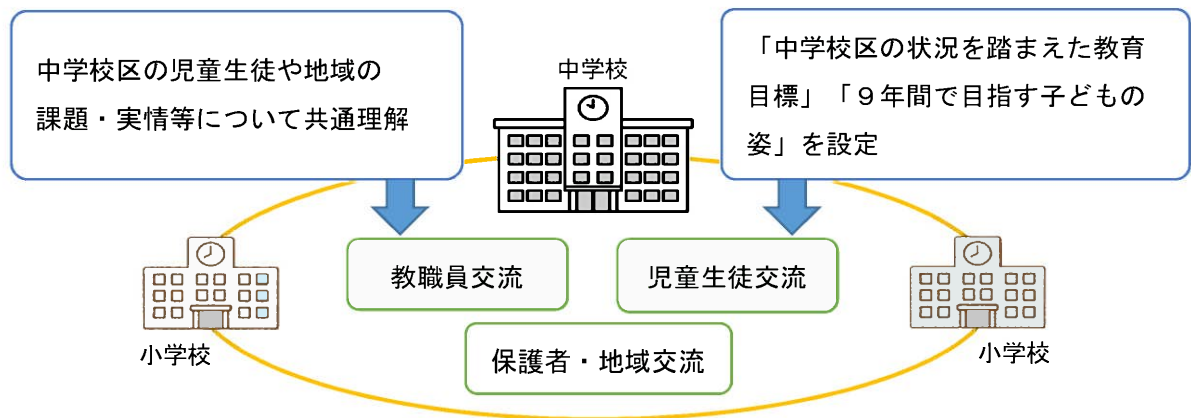 中学校区の児童生徒や地域の
課題・実情等について共通理解
中学校
「中学校区の状況を踏まえた教育
目標」「９年間で目指す子どもの
姿」を設定
教職員交流
児童生徒交流
小学校
保護者・地域交流
小学校